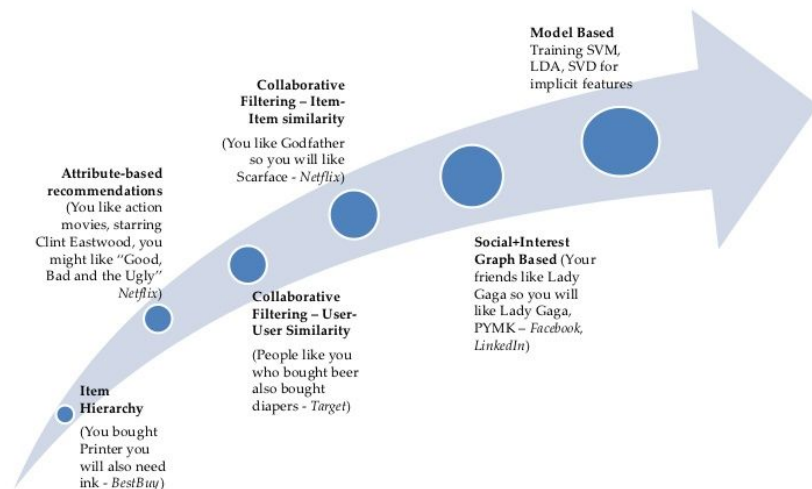 Item
Hierarchy
(You bought
Printer you
will also need
ink - BestBuy)
Attribute-based
recommendations
(You like action
movies, starring
Clint Eastwood, you
might like “Good,
Bad and the Ugly”
Netflix)
Collaborative
Filtering – User-
User Similarity
(People like you
who bought beer
also bought
diapers - Target)
Collaborative
Filtering – Item-
Item similarity
(You like Godfather
so you will like
Scarface - Netflix)
Social+Interest
Graph Based (Your
friends like Lady
Gaga so you will
like Lady Gaga,
PYMK – Facebook,
LinkedIn)
Model Based
Training SVM,
LDA, SVD for
implicit features